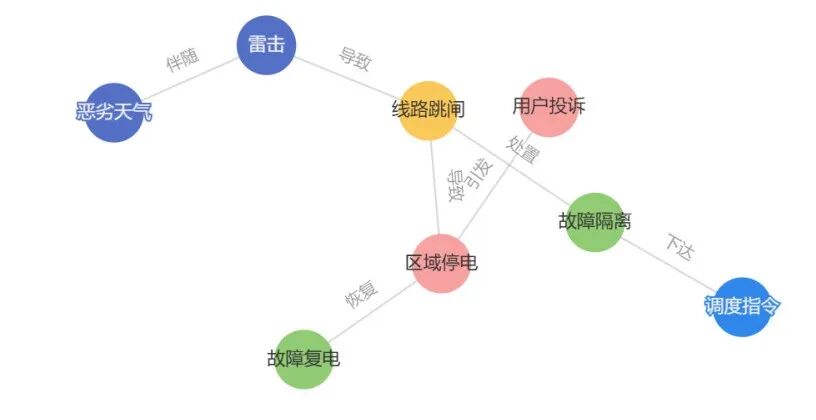 雷击
伴随
导致
恶劣天气
线路跳闸
用户投诉
处置
导致
引发
故障隔离
下达
区域停电
恢复
调度指令
故障复电